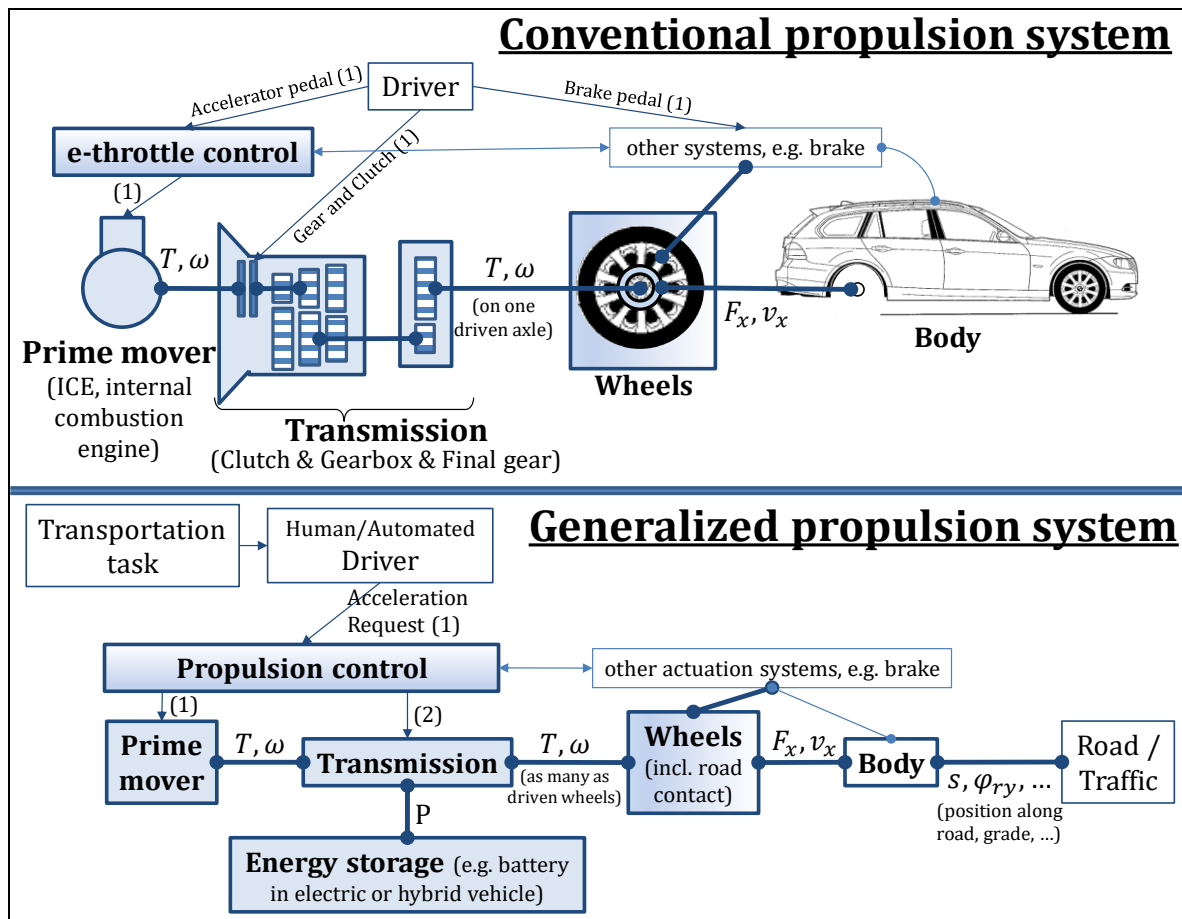 Conventional propulsion system
Driver
Accelerator pedal (1)
Brake pedal (1)
e-throttle control
other systems, e.g. brake
Gear and Clutch (1)
(1)
T, ω
T, ω
(on one
driven axle)
F_x, v_x
Body
Prime mover
(ICE, internal
combustion
engine)
Wheels
Transmission
(Clutch & Gearbox & Final gear)
Generalized propulsion system
Transportation
task
Human/Automated
Driver
Acceleration
Request (1)
Propulsion control
other actuation systems, e.g. brake
(1)
(2)
Prime
mover
T, ω
Transmission
T, ω
(as many as
driven wheels)
Wheels
(incl. road
contact)
F_x, v_x
Body
s, φ_ry, ...
(position along
road, grade, ...)
Road /
Traffic
P
Energy storage (e.g. battery
in electric or hybrid vehicle)